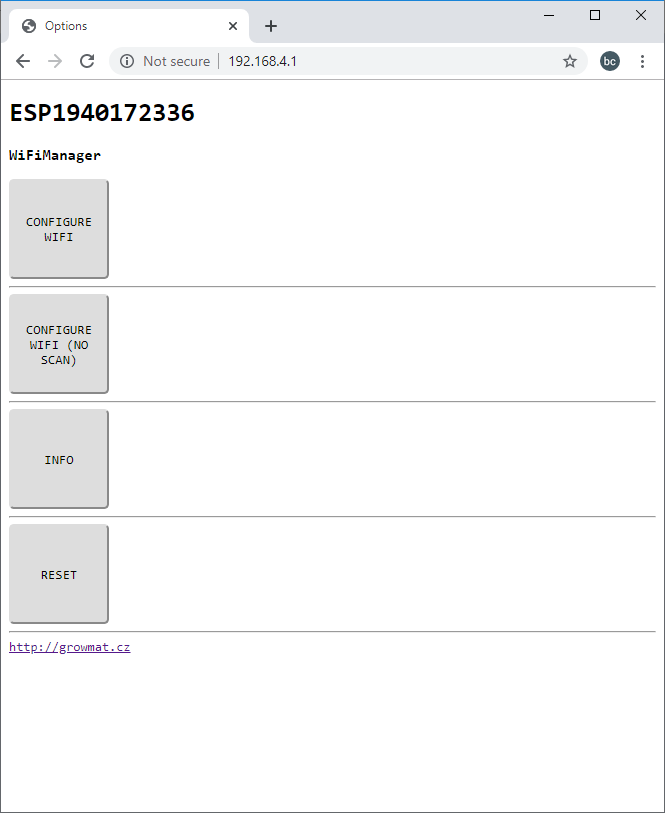 Options
Not secure
192.168.4.1
bc
ESP1940172336
WiFiManager
CONFIGURE
WIFI
CONFIGURE
WIFI (NO
SCAN)
INFO
RESET
http://growmat.cz